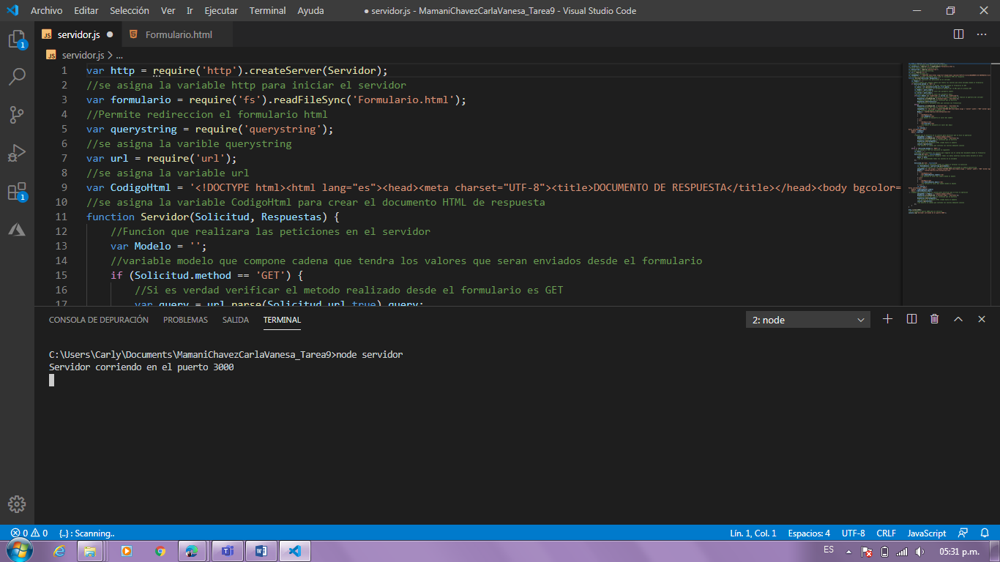 Archivo Editar Selección Ver Ir Ejecutar Terminal Ayuda ● servidor.js - MamaniChavezCarlaVanesa_Tarea9 - Visual Studio Code
JS servidor.js ● Formulario.html
JS servidor.js > ...
1 var http = require('http').createServer(Servidor);
2 //se asigna la variable http para iniciar el servidor
3 var formulario = require('fs').readFileSync('Formulario.html');
4 //Permite redireccion el formulario html
5 var querystring = require('querystring');
6 //se asigna la varible querystring
7 var url = require('url');
8 //se asigna la variable url
9 var CodigoHtml = '<!DOCTYPE html><html lang="es"><head><meta charset="UTF-8"><title>DOCUMENTO DE RESPUESTA</title></head><body bgcolor=
10 //se asigna la variable CodigoHtml para crear el documento HTML de respuesta
11 function Servidor(Solicitud, Respuestas) {
12 //Funcion que realizara las peticiones en el servidor
13 var Modelo = '';
14 //variable modelo que compone cadena que tendra los valores que seran enviados desde el formulario
15 if (Solicitud.method == 'GET') {
16 //Si es verdad verificar el metodo realizado desde el formulario es GET
17 var query = url.parse(Solicitud.url,true).query;
CONSOLA DE DEPURACIÓN PROBLEMAS SALIDA TERMINAL 2: node
C:\Users\Carly\Documents\MamaniChavezCarlaVanesa_Tarea9>node servidor
Servidor corriendo en el puerto 3000
0 0 {..} : Scanning.. Lín. 1, Col. 1 Espacios: 4 UTF-8 CRLF JavaScript
ES 05:31 p.m.